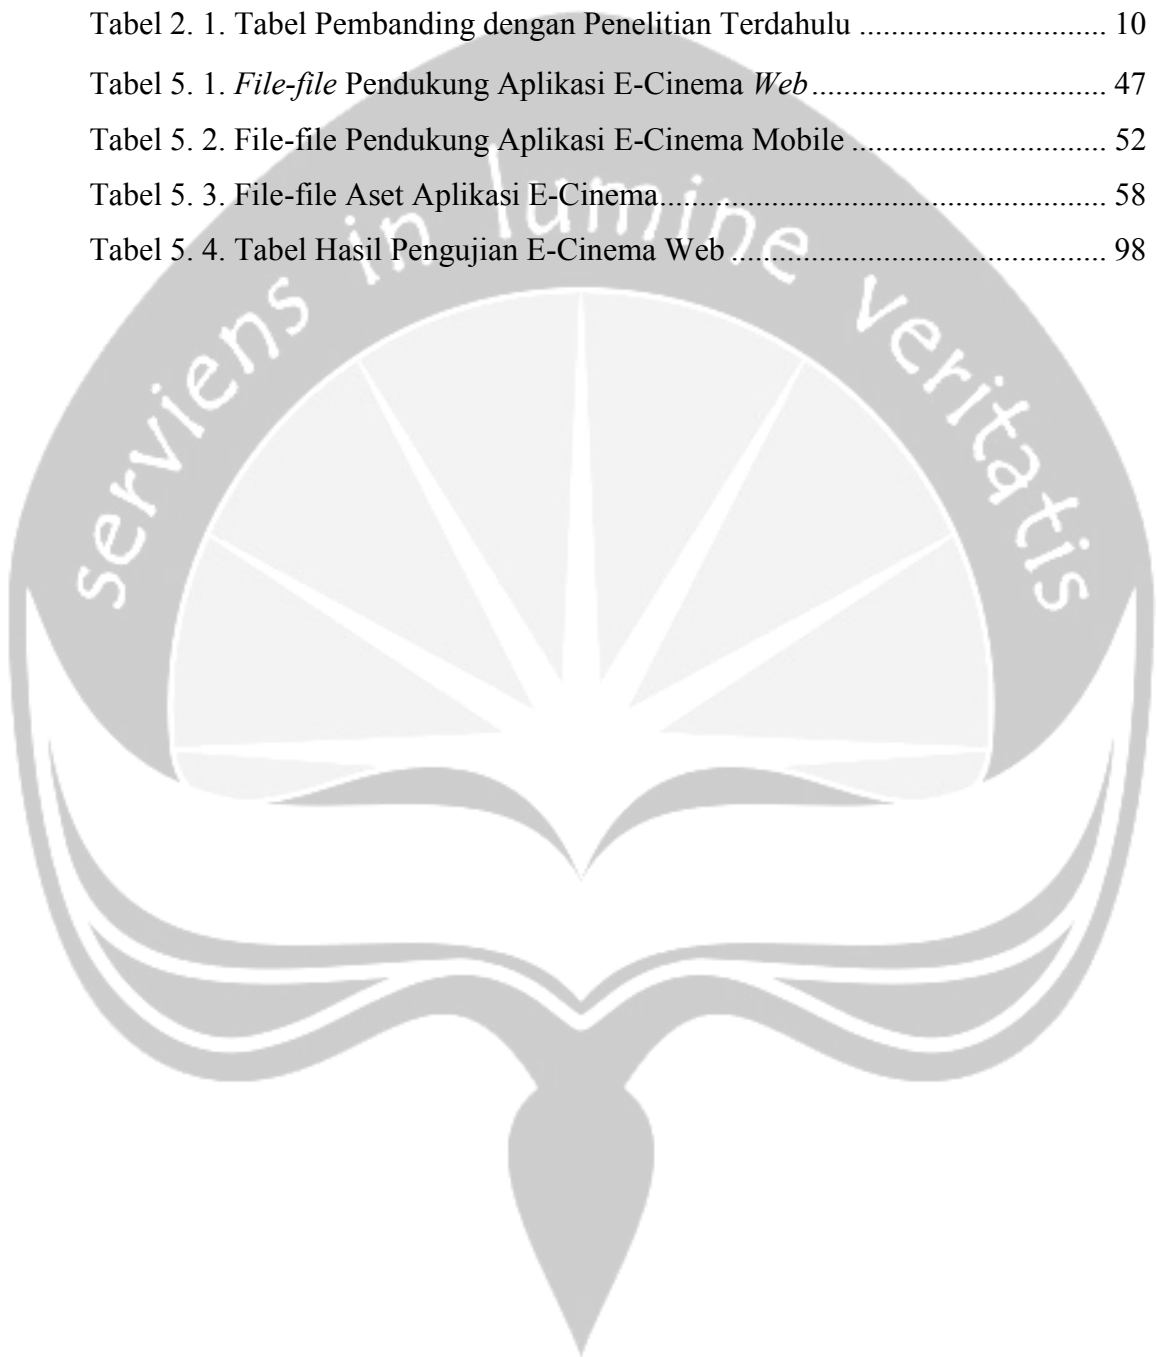 Tabel 2. 1. Tabel Pembanding dengan Penelitian Terdahulu ............................ 10
Tabel 5. 1. File-file Pendukung Aplikasi E-Cinema Web .................................. 47
Tabel 5. 2. File-file Pendukung Aplikasi E-Cinema Mobile ............................. 52
Tabel 5. 3. File-file Aset Aplikasi E-Cinema.................................................... 58
Tabel 5. 4. Tabel Hasil Pengujian E-Cinema Web ........................................... 98
serviens in lumine veritatis